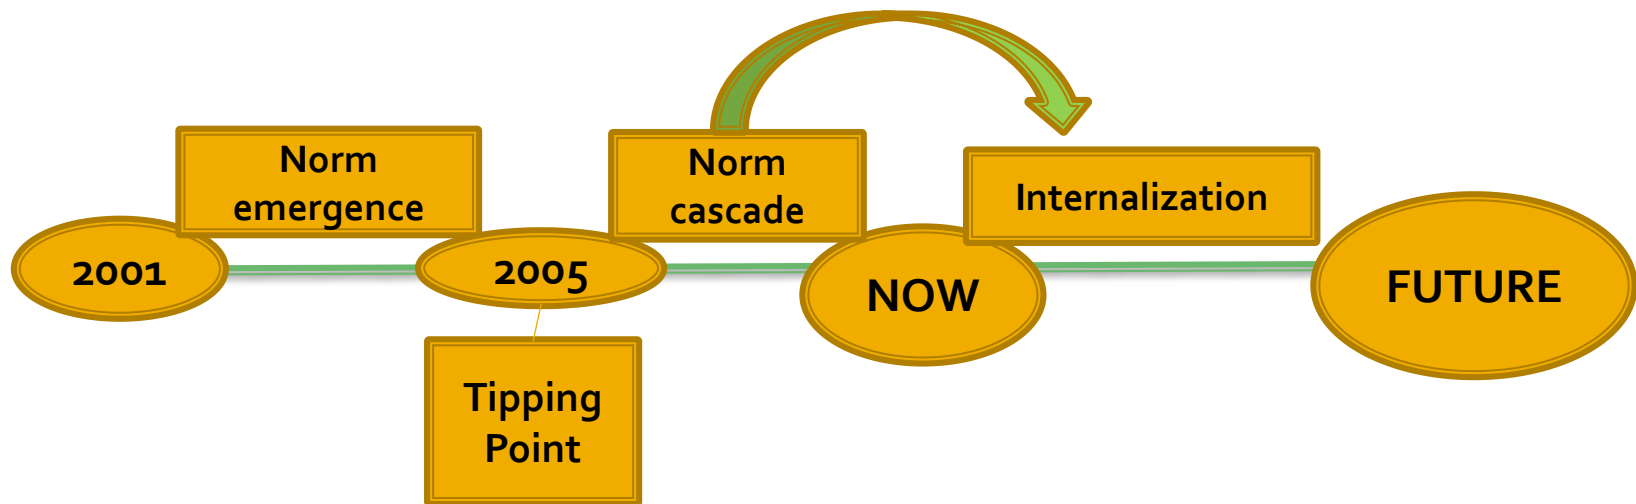 Norm
emergence
Norm
cascade
Internalization
2001
2005
NOW
FUTURE
Tipping
Point